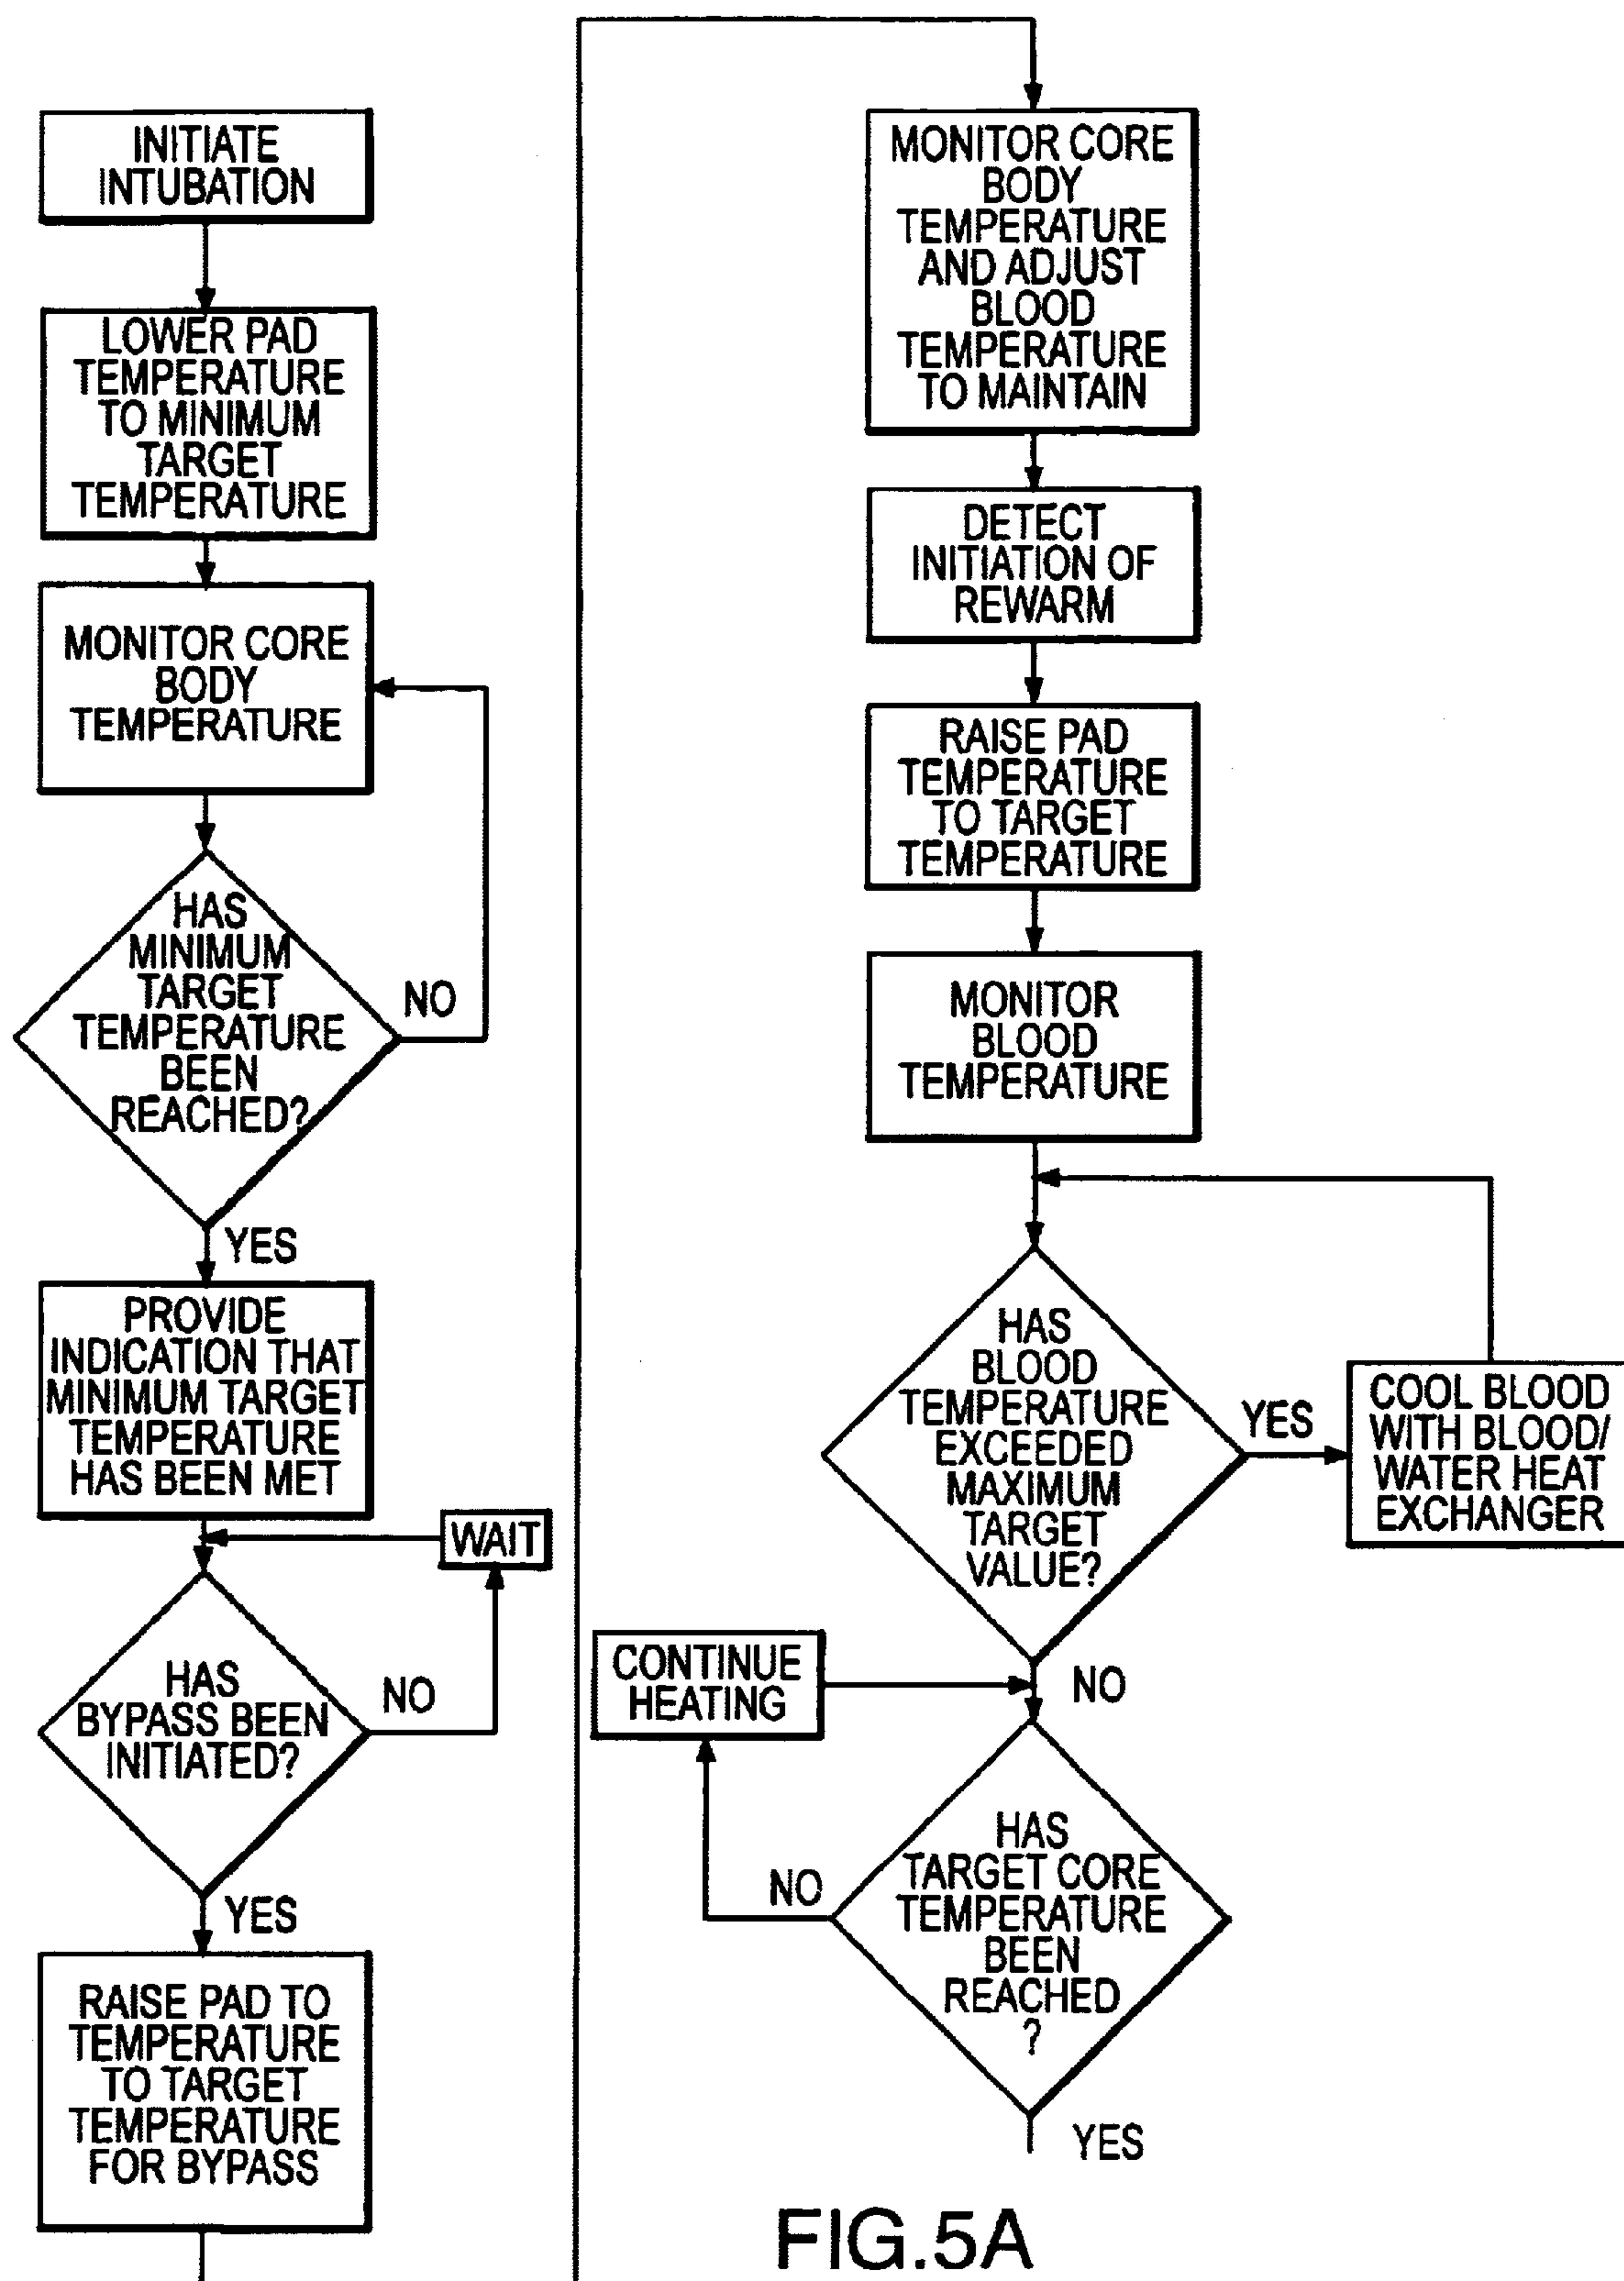 INITIATE
INTUBATION
LOWER PAD
TEMPERATURE
TO MINIMUM
TARGET
TEMPERATURE
MONITOR CORE
BODY
TEMPERATURE
HAS
MINIMUM
TARGET
TEMPERATURE
BEEN
REACHED?
NO
YES
PROVIDE
INDICATION THAT
MINIMUM TARGET
TEMPERATURE
HAS BEEN MET
WAIT
HAS
BYPASS BEEN
INITIATED?
NO
YES
RAISE PAD TO
TEMPERATURE
TO TARGET
TEMPERATURE
FOR BYPASS
MONITOR CORE
BODY
TEMPERATURE
AND ADJUST
BLOOD
TEMPERATURE
TO MAINTAIN
DETECT
INITIATION OF
REWARM
RAISE PAD
TEMPERATURE
TO TARGET
TEMPERATURE
MONITOR
BLOOD
TEMPERATURE
HAS
BLOOD
TEMPERATURE
EXCEEDED
MAXIMUM
TARGET
VALUE?
YES
COOL BLOOD
WITH BLOOD/
WATER HEAT
EXCHANGER
NO
CONTINUE
HEATING
HAS
TARGET CORE
TEMPERATURE
BEEN
REACHED
?
NO
YES
FIG.5A